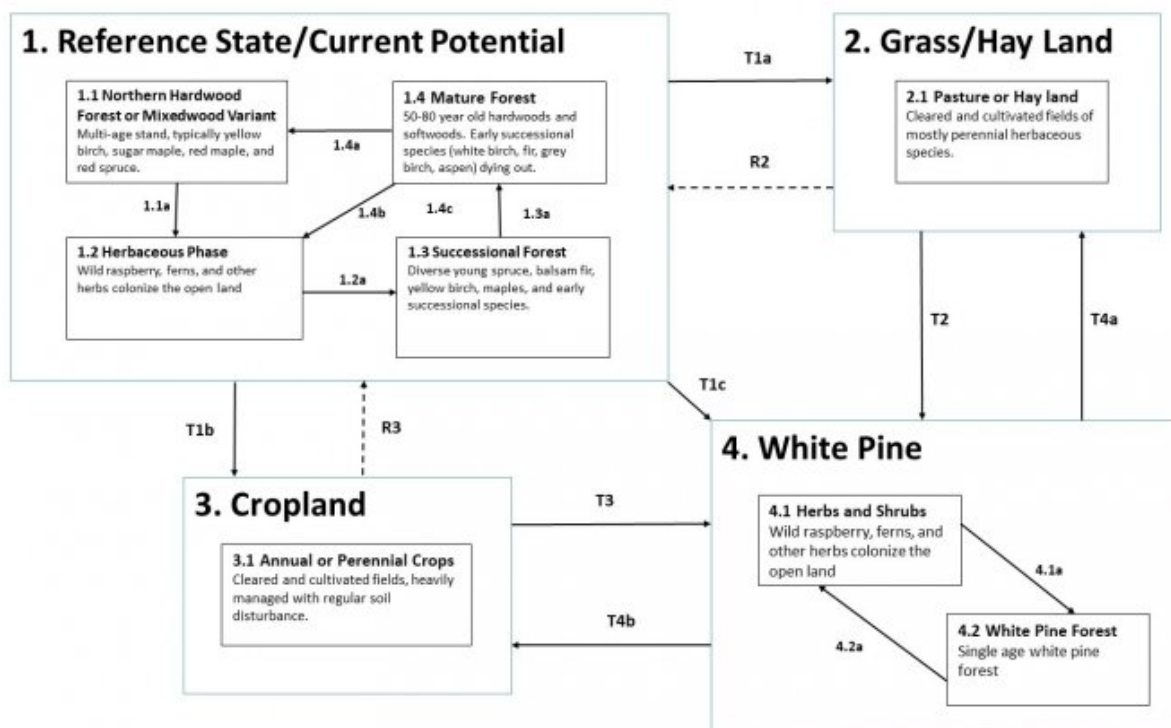 1. Reference State/Current Potential
1.1 Northern Hardwood
Forest or Mixedwood Variant
Multi-age stand, typically yellow
birch, sugar maple, red maple, and
red spruce.
1.4a
1.4 Mature Forest
50-80 year old hardwoods and
softwoods. Early successional
species (white birch, fir, grey
birch, aspen) dying out.
1.1a
1.4b
1.4c
1.3a
1.2 Herbaceous Phase
Wild raspberry, ferns, and other
herbs colonize the open land
1.2a
1.3 Successional Forest
Diverse young spruce, balsam fir,
yellow birch, maples, and early
successional species.
T1a
R2
2. Grass/Hay Land
2.1 Pasture or Hay land
Cleared and cultivated fields of
mostly perennial herbaceous
species.
T2
T4a
T1c
T1b
R3
3. Cropland
3.1 Annual or Perennial Crops
Cleared and cultivated fields, heavily
managed with regular soil
disturbance.
T3
T4b
4. White Pine
4.1 Herbs and Shrubs
Wild raspberry, ferns, and
other herbs colonize the
open land
4.1a
4.2a
4.2 White Pine Forest
Single age white pine
forest